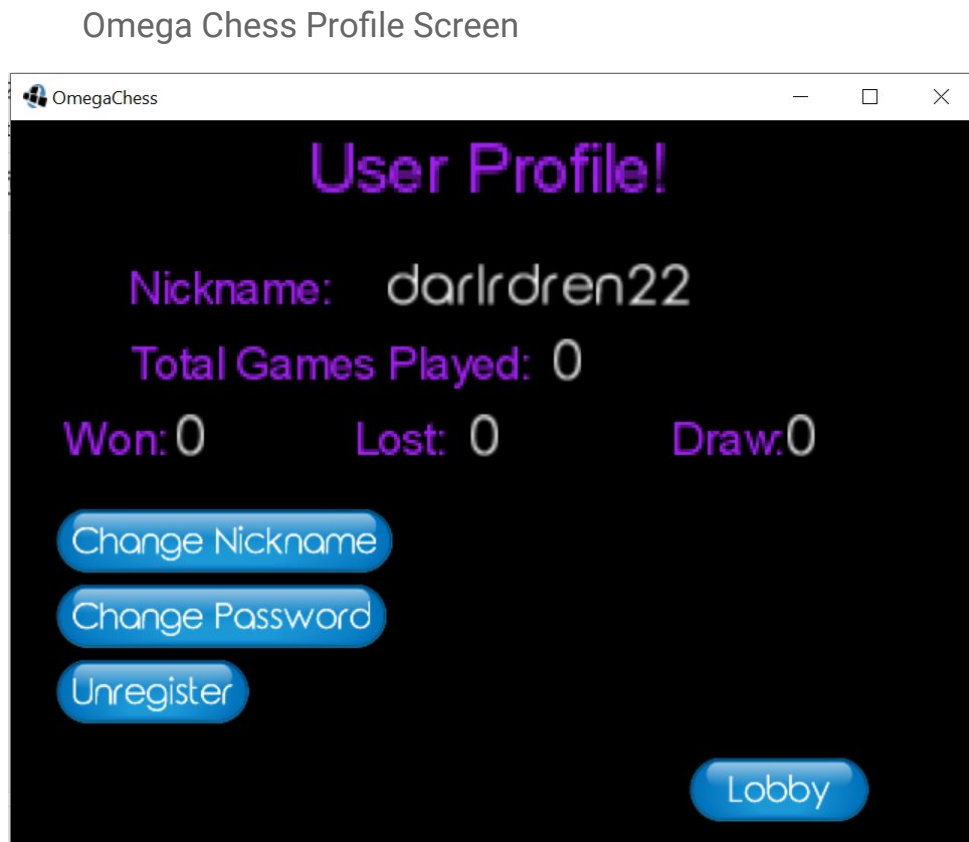 Omega Chess Profile Screen
OmegaChess
User Profile!
Nickname: darlrdren22
Total Games Played: 0
Won: 0 Lost: 0 Draw: 0
Change Nickname
Change Password
Unregister
Lobby